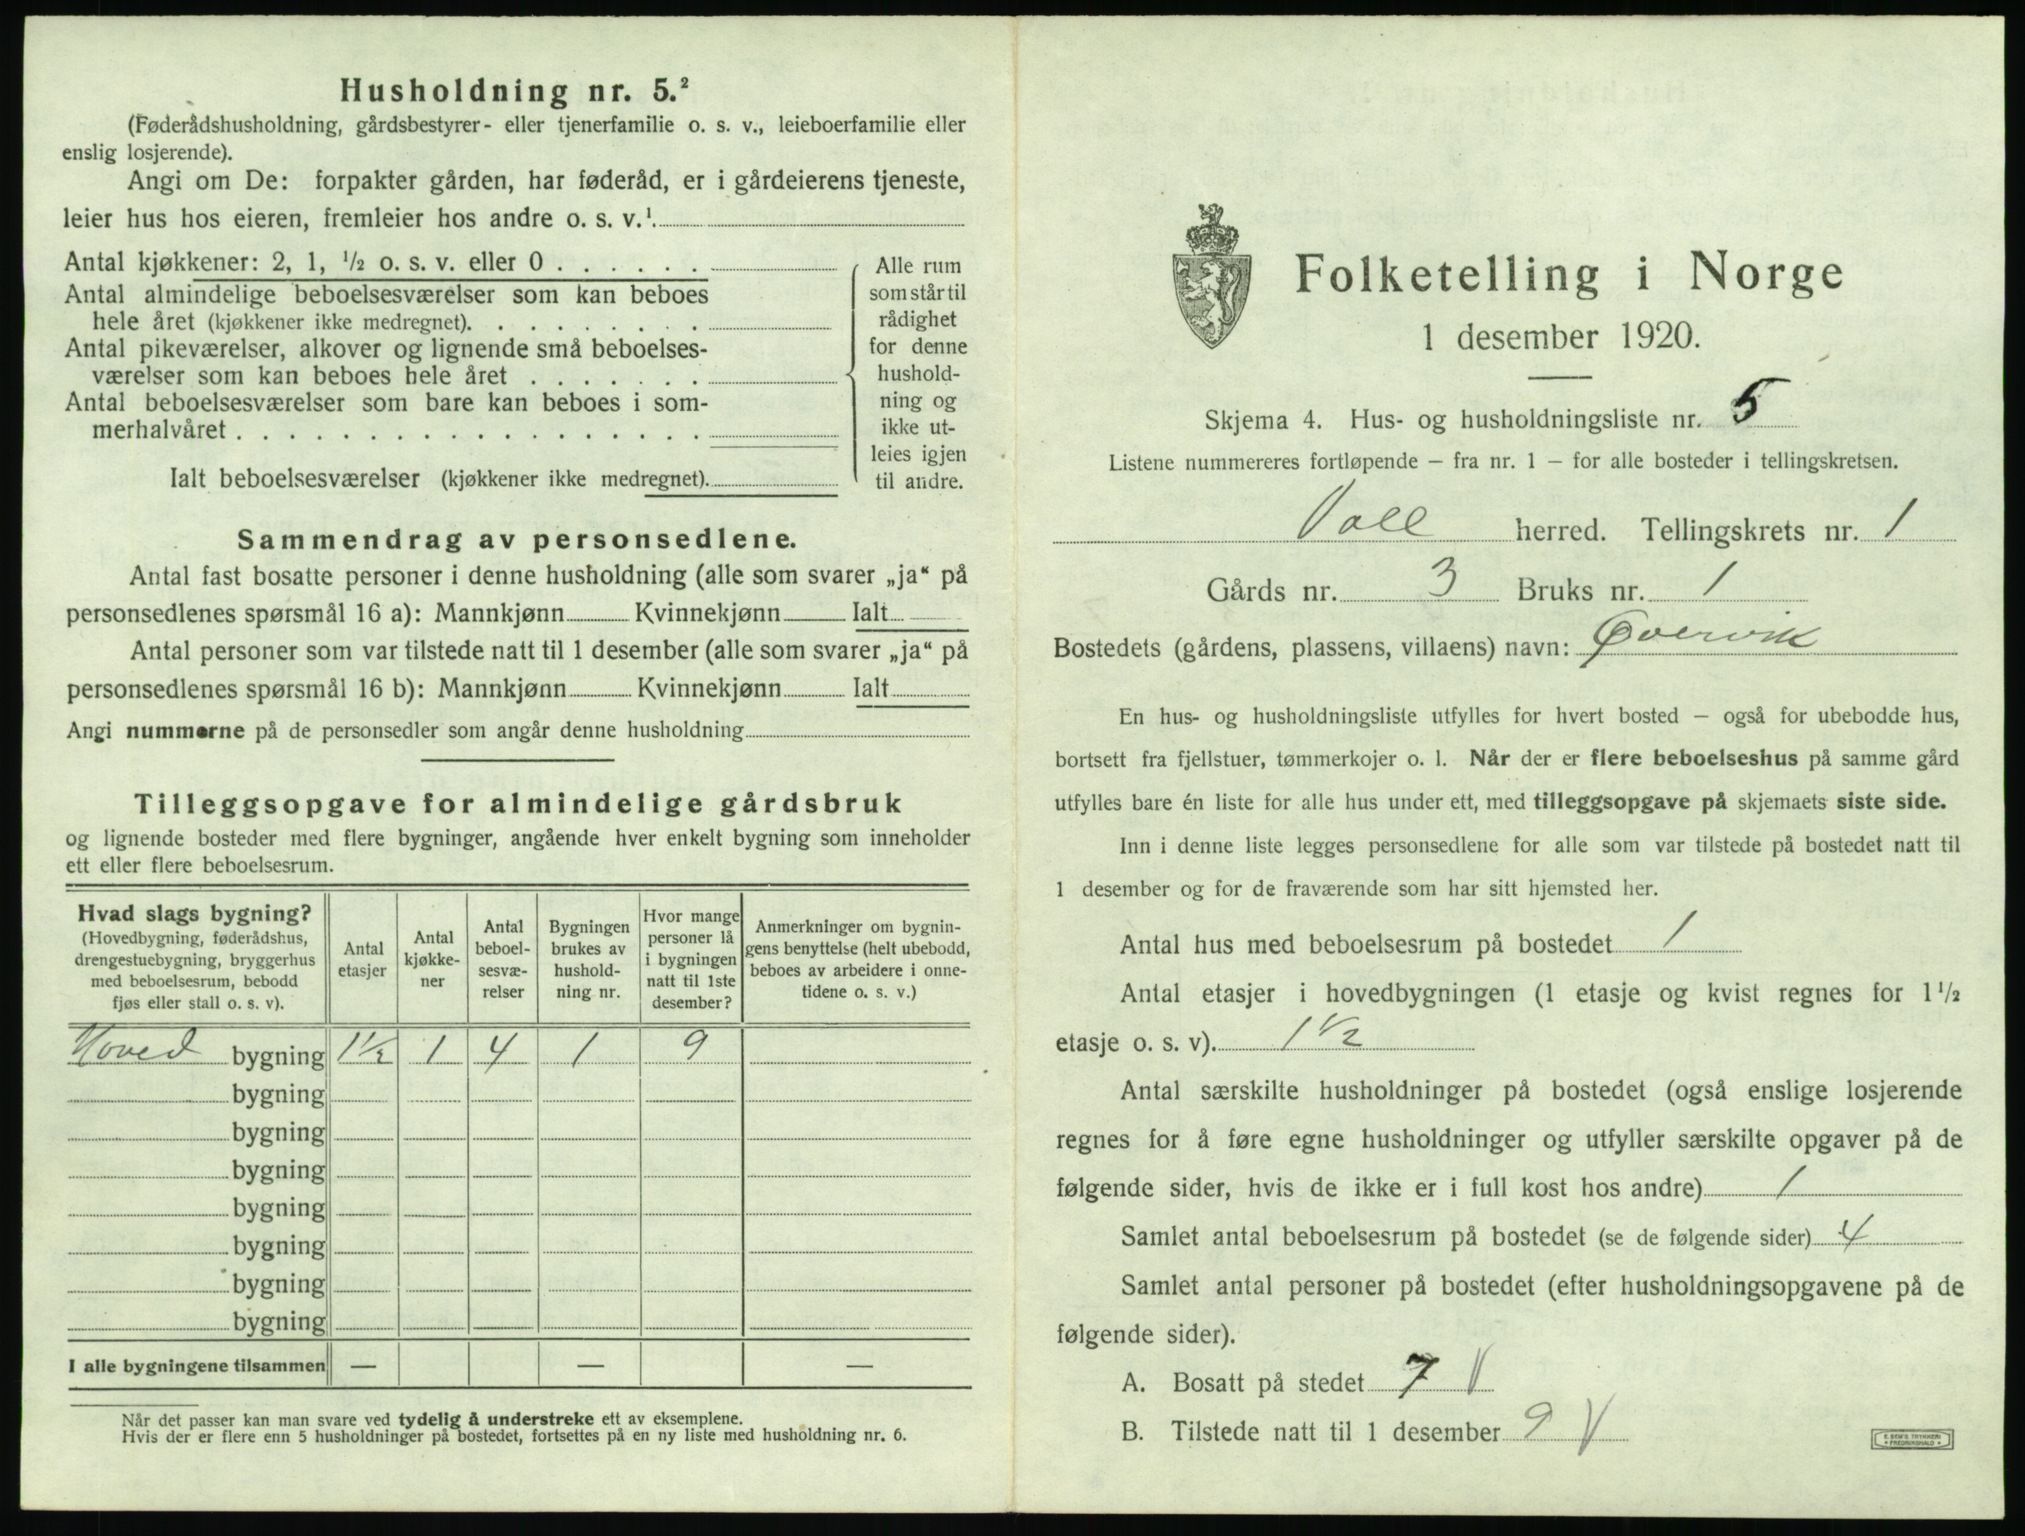 Husholdning nr. 5.²
(Føderådshusholdning, gårdsbestyrer- eller tjenerfamilie o. s. v., leieboerfamilie eller
enslig losjerende).
Angi om De: forpakter gården, har føderåd, er i gårdeierens tjeneste,
leier hus hos eieren, fremleier hos andre o. s. v.¹
Antal kjøkkener: 2, 1, ½ o. s. v. eller 0
Antal almindelige beboelsesværelser som kan beboes
hele året (kjøkkener ikke medregnet).
Antal pikeværelser, alkover og lignende små beboelses-
værelser som kan beboes hele året
Antal beboelsesværelser som bare kan beboes i som-
merhalvåret
Ialt beboelsesværelser (kjøkkener ikke medregnet).
Alle rum
som står til
rådighet
for denne
hushold-
ning og
ikke ut-
leies igjen
til andre.
Sammendrag av personsedlene.
Antal fast bosatte personer i denne husholdning (alle som svarer „ja“ på
personsedlenes spørsmål 16 a): Mannkjønn Kvinnekjønn Ialt
Antal personer som var tilstede natt til 1 desember (alle som svarer „ja“ på
personsedlenes spørsmål 16 b): Mannkjønn Kvinnekjønn Ialt
Angi nummerne på de personsedler som angår denne husholdning
Tilleggsopgave for almindelige gårdsbruk
og lignende bosteder med flere bygninger, angående hver enkelt bygning som inneholder
ett eller flere beboelsesrum.
Hvad slags bygning?
(Hovedbygning, føderådshus,
drengestuebygning, bryggerhus
med beboelsesrum, bebodd
fjøs eller stall o. s. v).
Antal
etasjer
Antal
kjøkke-
ner
Antal
beboel-
sesvæ-
relser
Bygningen
brukes av
hushold-
ning nr.
Hvor mange
personer lå
i bygningen
natt til 1ste
desember?
Anmerkninger om bygnin-
gens benyttelse (helt ubebodd,
beboes av arbeidere i onne-
tidene o. s. v.)
Hoved bygning 1½ 1 4 1 9
bygning
bygning
bygning
bygning
bygning
bygning
bygning
I alle bygningene tilsammen — — —
Når det passer kan man svare ved tydelig å understreke ett av eksemplene.
Hvis der er flere enn 5 husholdninger på bostedet, fortsettes på en ny liste med husholdning nr. 6.
Folketelling i Norge
1 desember 1920.
Skjema 4. Hus- og husholdningsliste nr. 5
Listene nummereres fortløpende — fra nr. 1 — for alle bosteder i tellingskretsen.
Voll herred. Tellingskrets nr. 1
Gårds nr. 3 Bruks nr. 1
Bostedets (gårdens, plassens, villaens) navn: Øvervik
En hus- og husholdningsliste utfylles for hvert bosted — også for ubebodde hus,
bortsett fra fjellstuer, tømmerkojer o. l. Når der er flere beboelseshus på samme gård
utfylles bare én liste for alle hus under ett, med tilleggsopgave på skjemaets siste side.
Inn i denne liste legges personsedlene for alle som var tilstede på bostedet natt til
1 desember og for de fraværende som har sitt hjemsted her.
Antal hus med beboelsesrum på bostedet 1
Antal etasjer i hovedbygningen (1 etasje og kvist regnes for 1 ½
etasje o. s. v). 1½
Antal særskilte husholdninger på bostedet (også enslige losjerende
regnes for å føre egne husholdninger og utfyller særskilte opgaver på de
følgende sider, hvis de ikke er i full kost hos andre) 1
Samlet antal beboelsesrum på bostedet (se de følgende sider) 4
Samlet antal personer på bostedet (efter husholdningsopgavene på de
følgende sider).
A. Bosatt på stedet 7 V
B. Tilstede natt til 1 desember 9 V
E. SEM'S TRYKKERI
FREDRIKSHALD